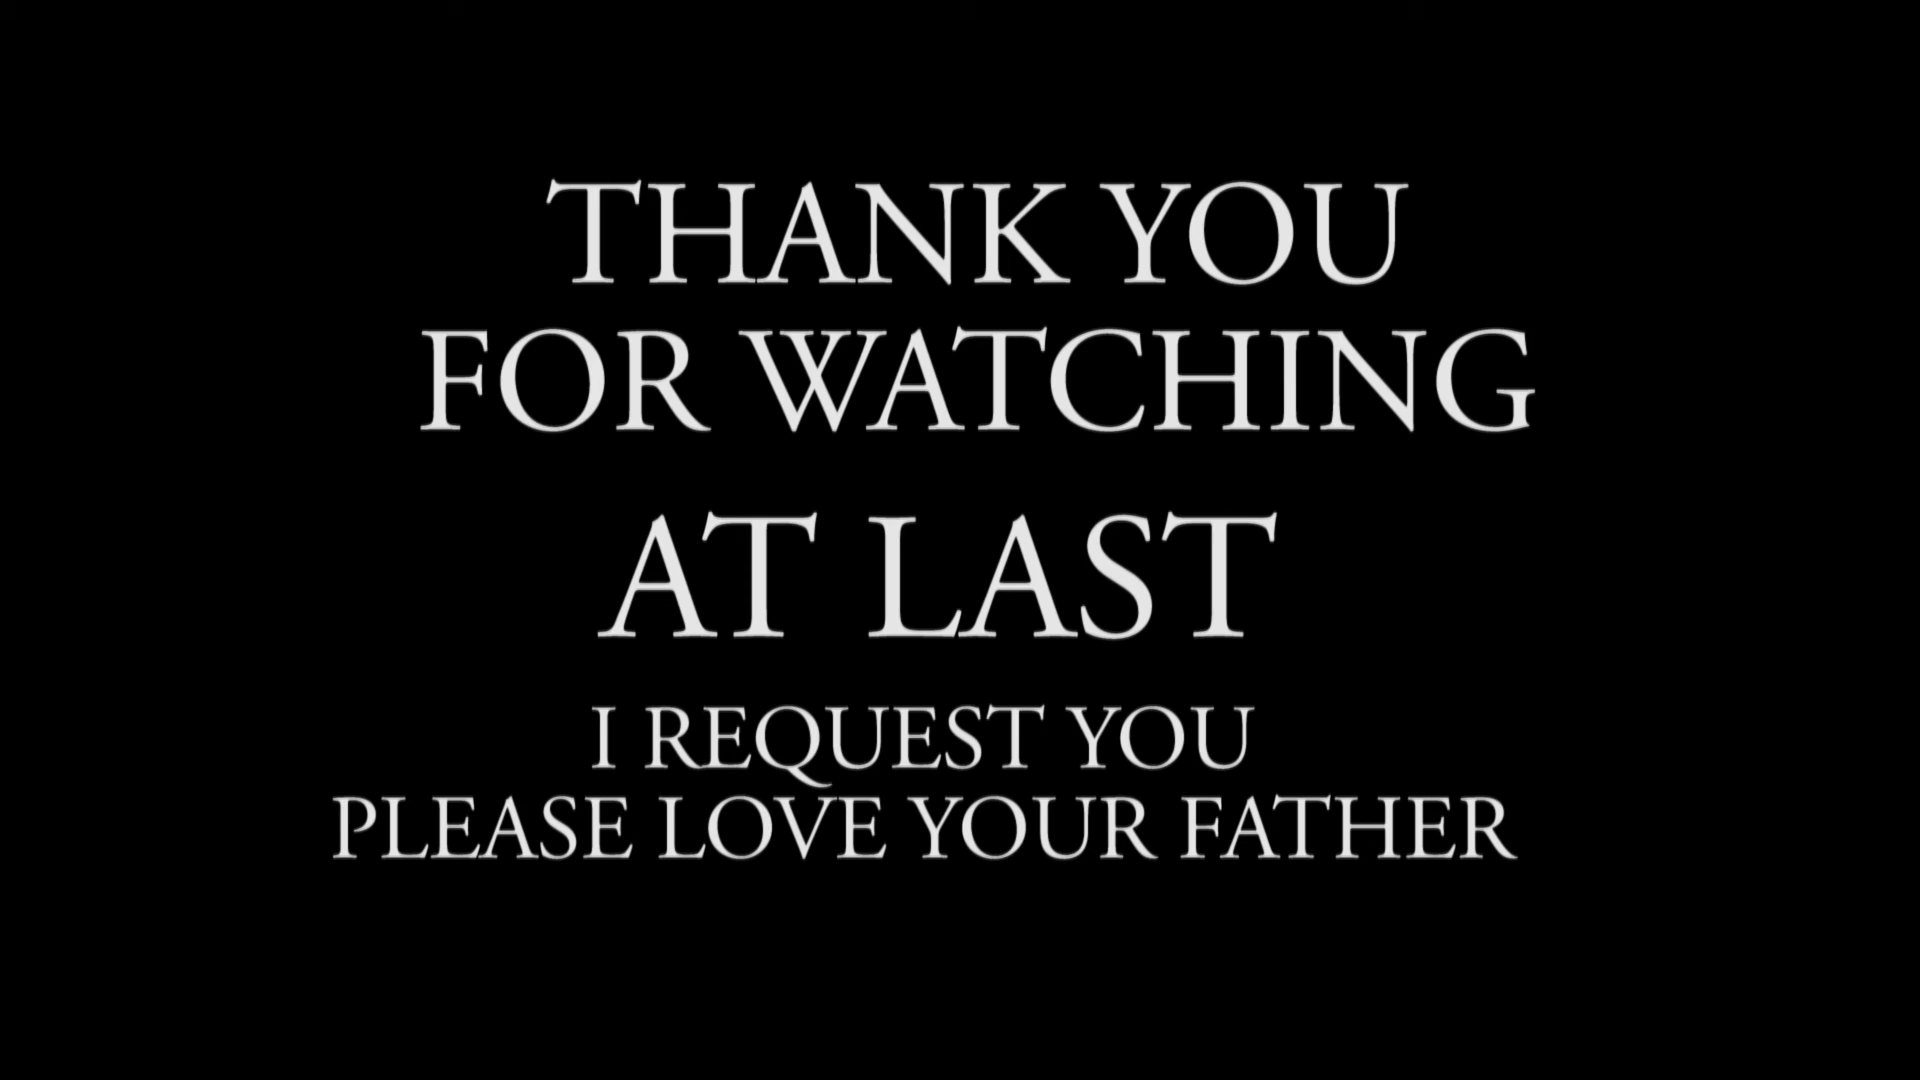 THANK YOU
FOR WATCHING
AT LAST
I REQUEST YOU
PLEASE LOVE YOUR FATHER